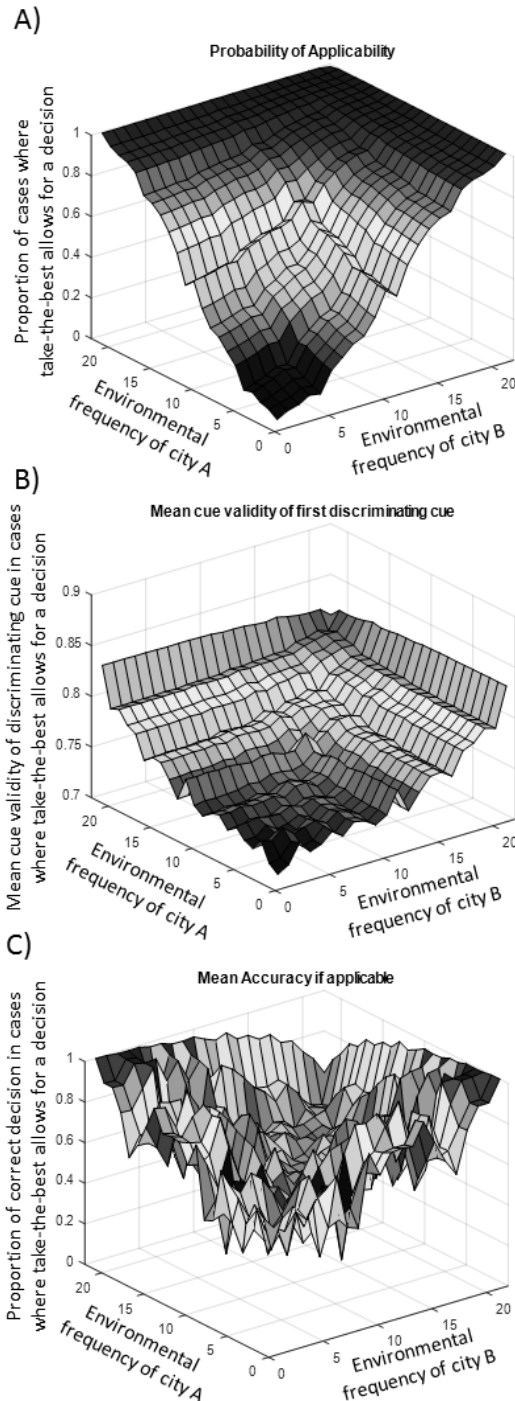 A)
Probability of Applicability
Proportion of cases where
take-the-best allows for a decision
1
0.8
0.6
0.4
0.2
0
20
15
10
5
0
Environmental
frequency of city A
0
5
10
15
20
Environmental
frequency of city B
B)
Mean cue validity of first discriminating cue
Mean cue validity of discriminating cue in cases
where take-the-best allows for a decision
0.9
0.85
0.8
0.75
0.7
20
15
10
5
0
Environmental
frequency of city A
0
5
10
15
20
Environmental
frequency of city B
C)
Mean Accuracy if applicable
Proportion of correct decision in cases
where take-the-best allows for a decision
1
0.8
0.6
0.4
0.2
0
20
15
10
5
0
Environmental
frequency of city A
0
5
10
15
20
Environmental
frequency of city B